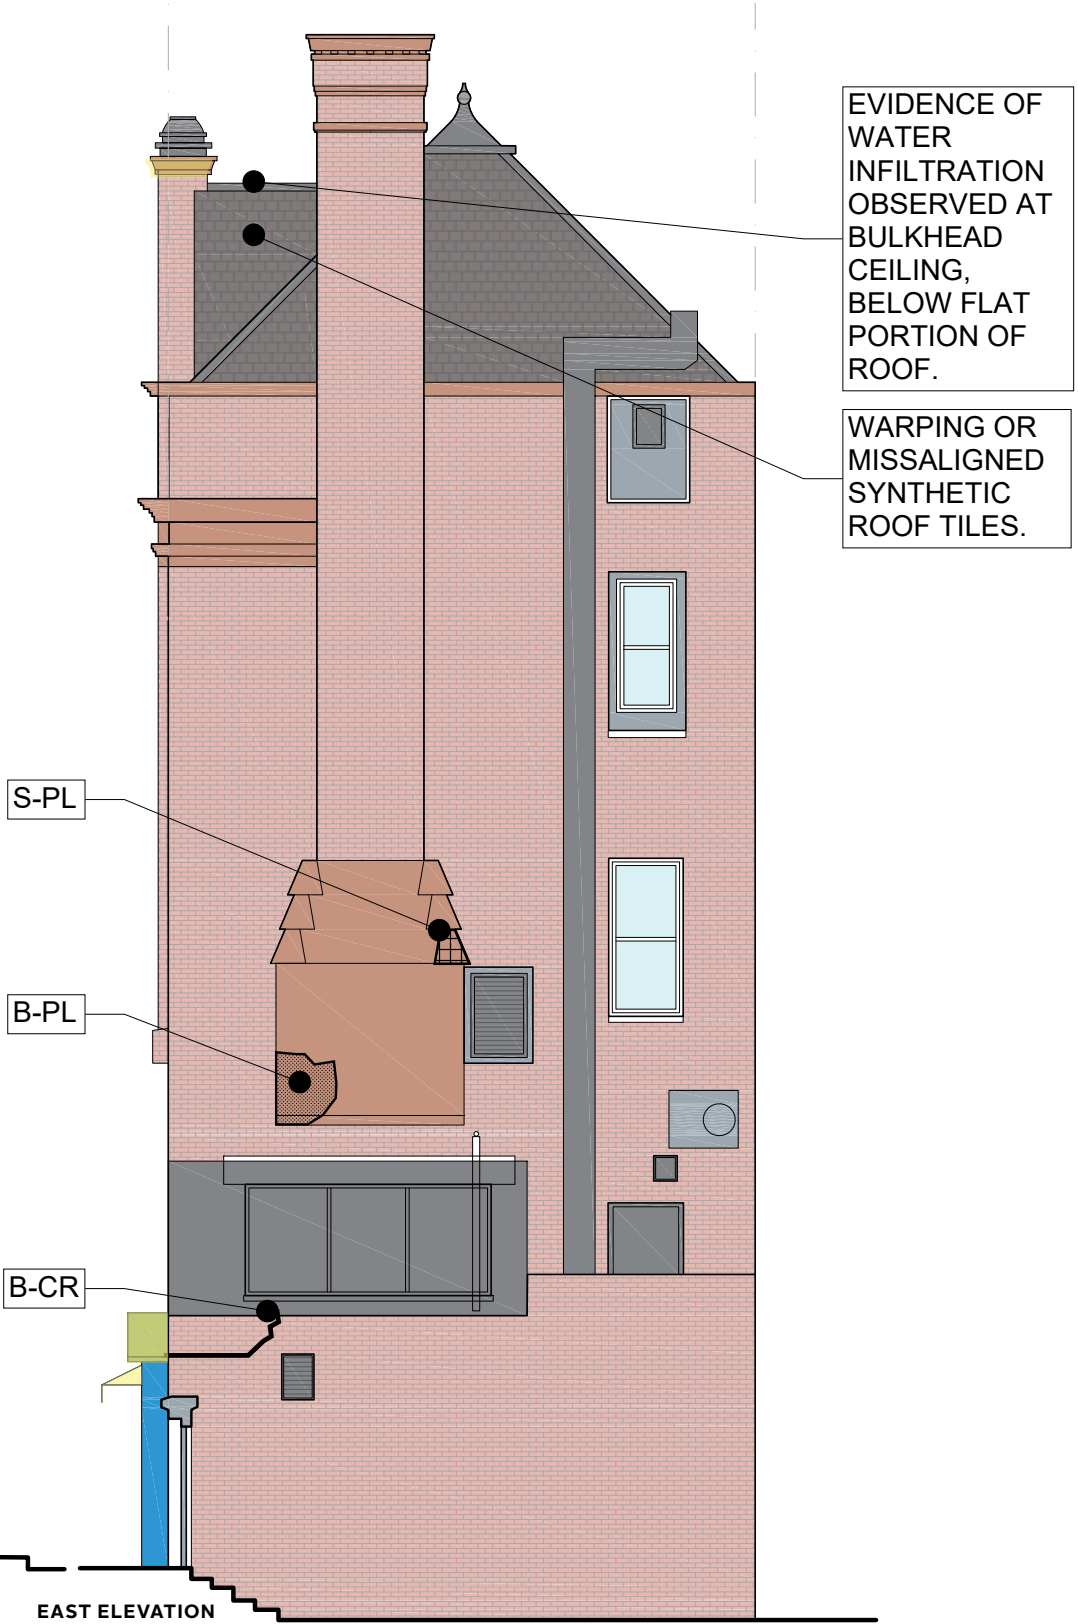 EVIDENCE OF
WATER
INFILTRATION
OBSERVED AT
BULKHEAD
CEILING,
BELOW FLAT
PORTION OF
ROOF.
WARPING OR
MISSALIGNED
SYNTHETIC
ROOF TILES.
S-PL
B-PL
B-CR
EAST ELEVATION